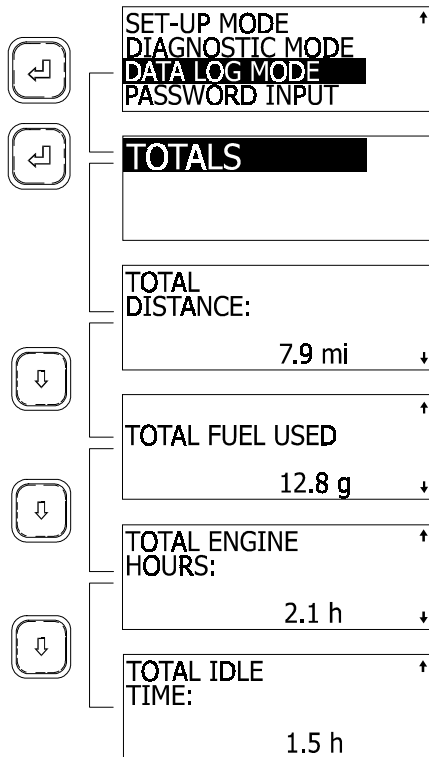 SET-UP MODE
DIAGNOSTIC MODE
DATA LOG MODE
PASSWORD INPUT
TOTALS
TOTAL
DISTANCE:
7.9 mi
TOTAL FUEL USED
12.8 g
TOTAL ENGINE
HOURS:
2.1 h
TOTAL IDLE
TIME:
1.5 h